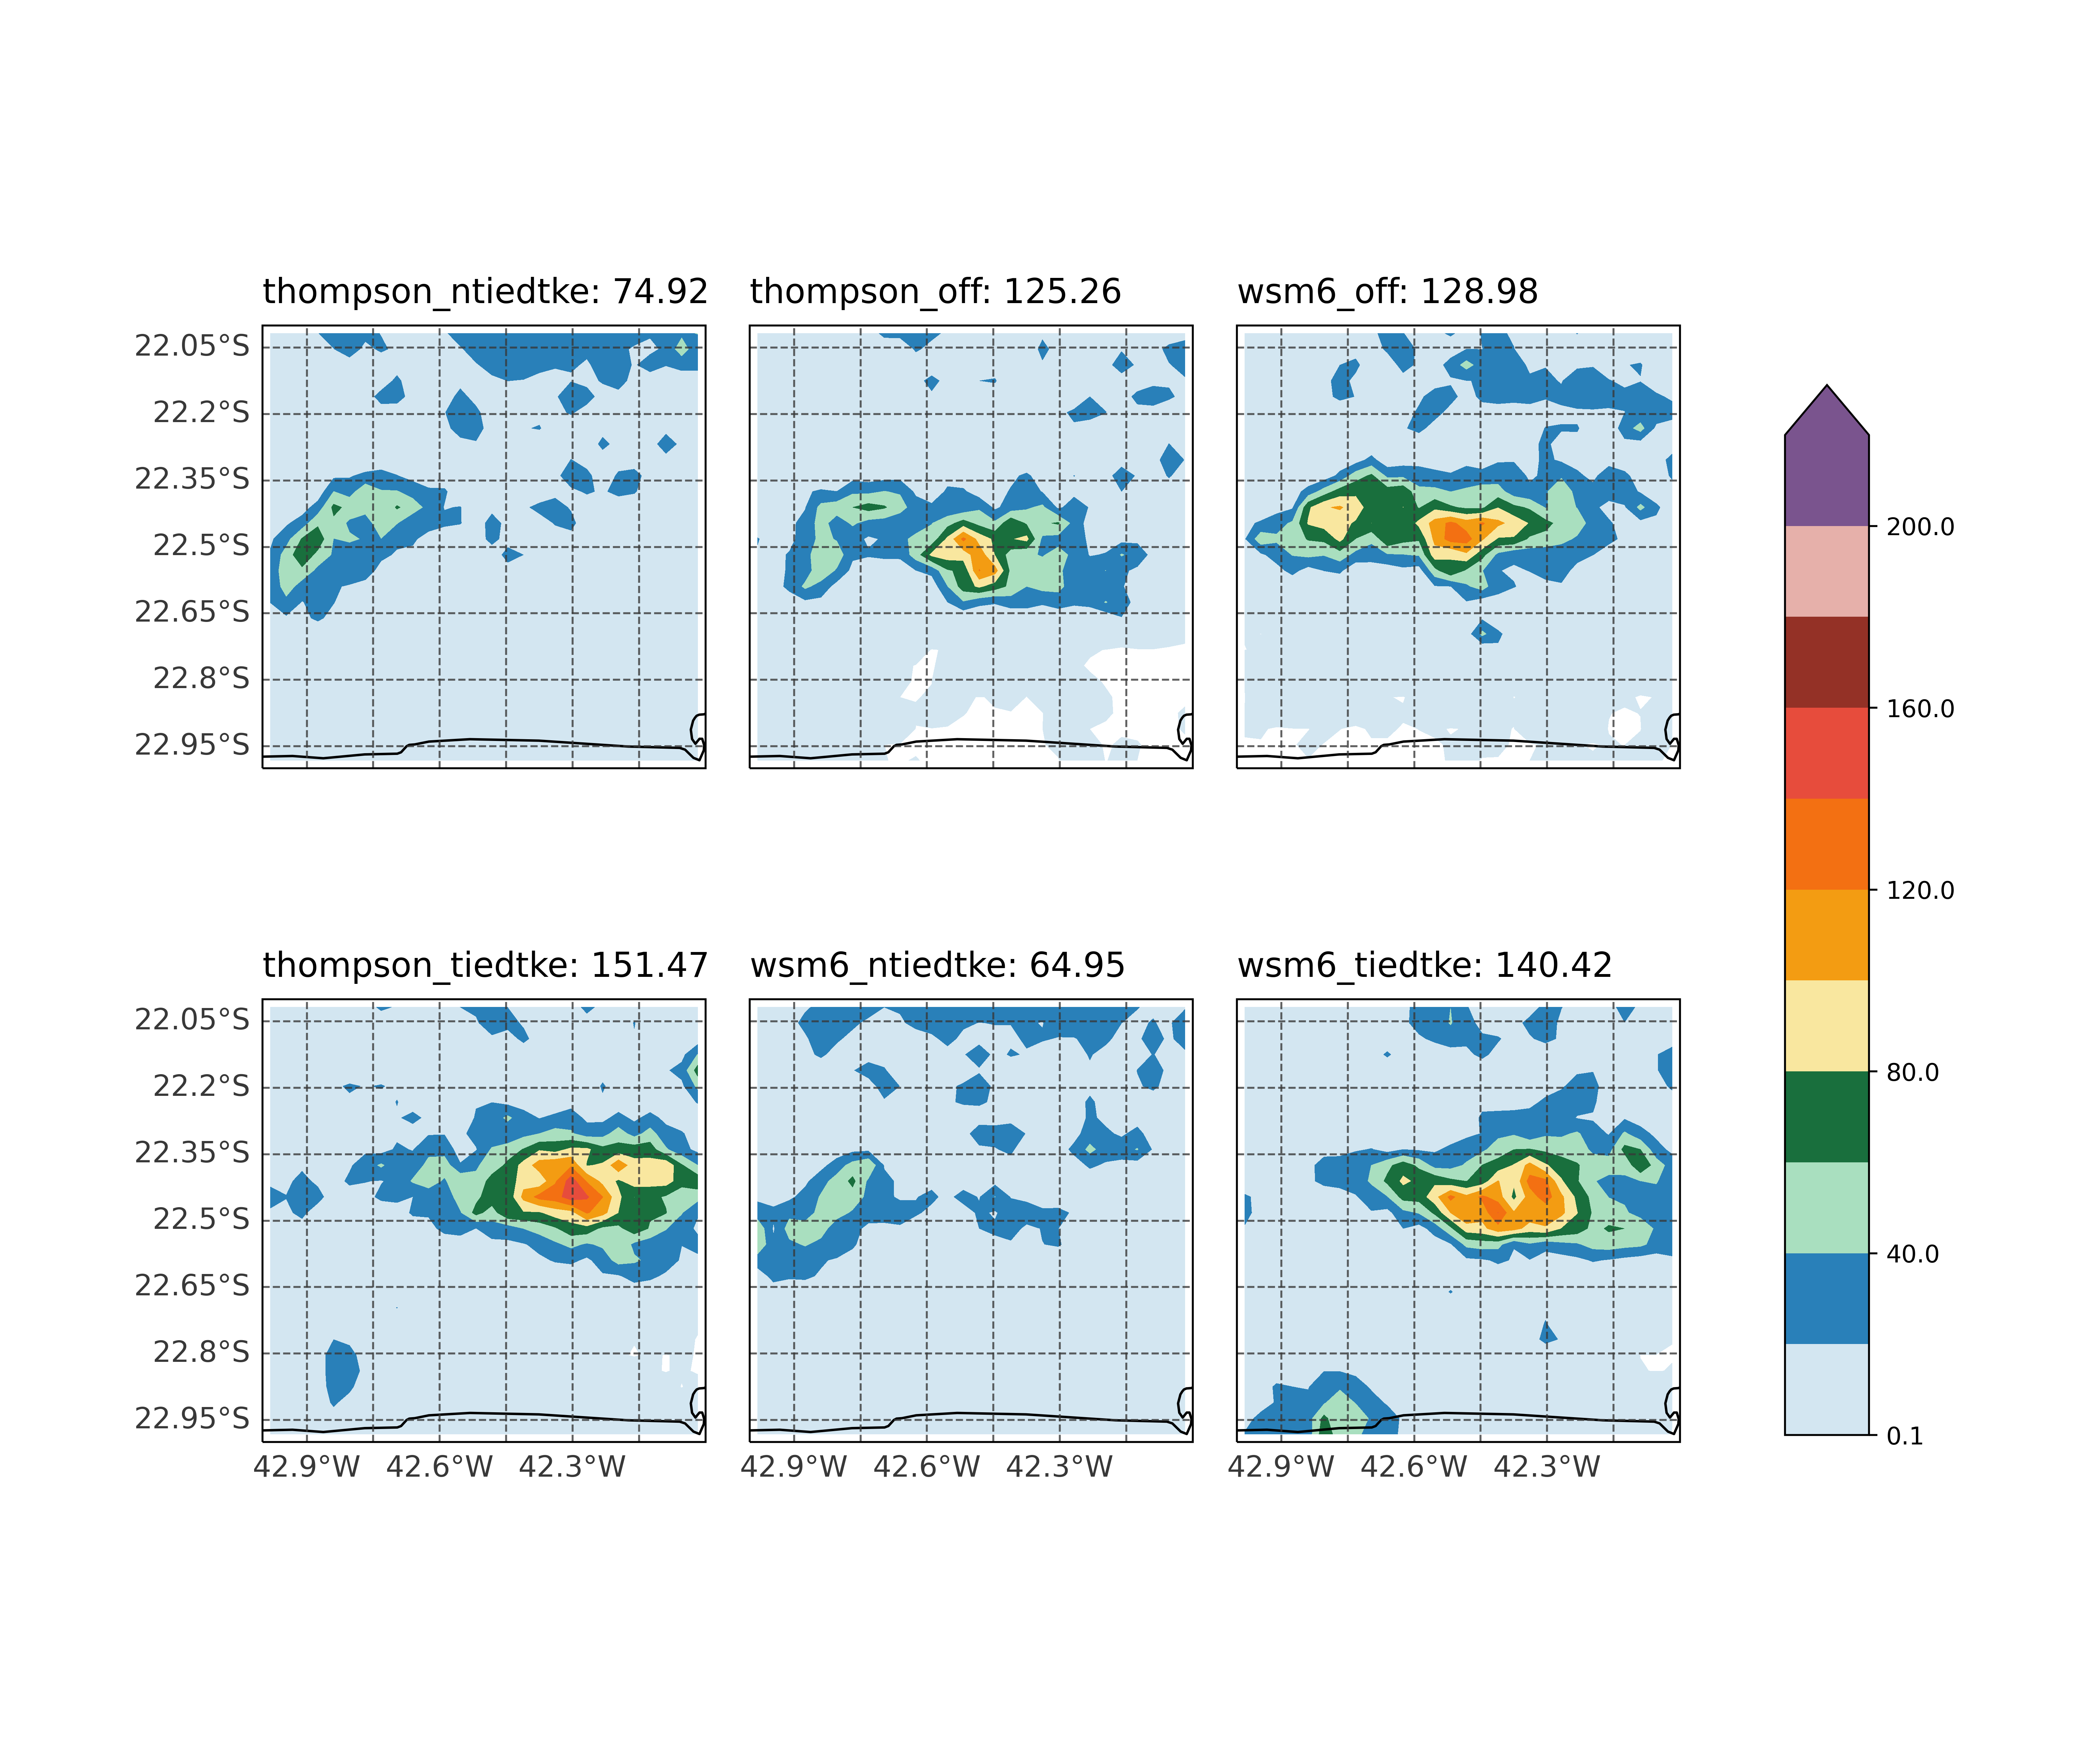 thompson_ntiedtke: 74.92
thompson_off: 125.26
wsm6_off: 128.98
22.05°S
22.2°S
22.35°S
22.5°S
22.65°S
22.8°S
22.95°S
thompson_tiedtke: 151.47
wsm6_ntiedtke: 64.95
wsm6_tiedtke: 140.42
22.05°S
22.2°S
22.35°S
22.5°S
22.65°S
22.8°S
22.95°S
42.9°W 42.6°W 42.3°W
42.9°W 42.6°W 42.3°W
42.9°W 42.6°W 42.3°W
200.0
160.0
120.0
80.0
40.0
0.1